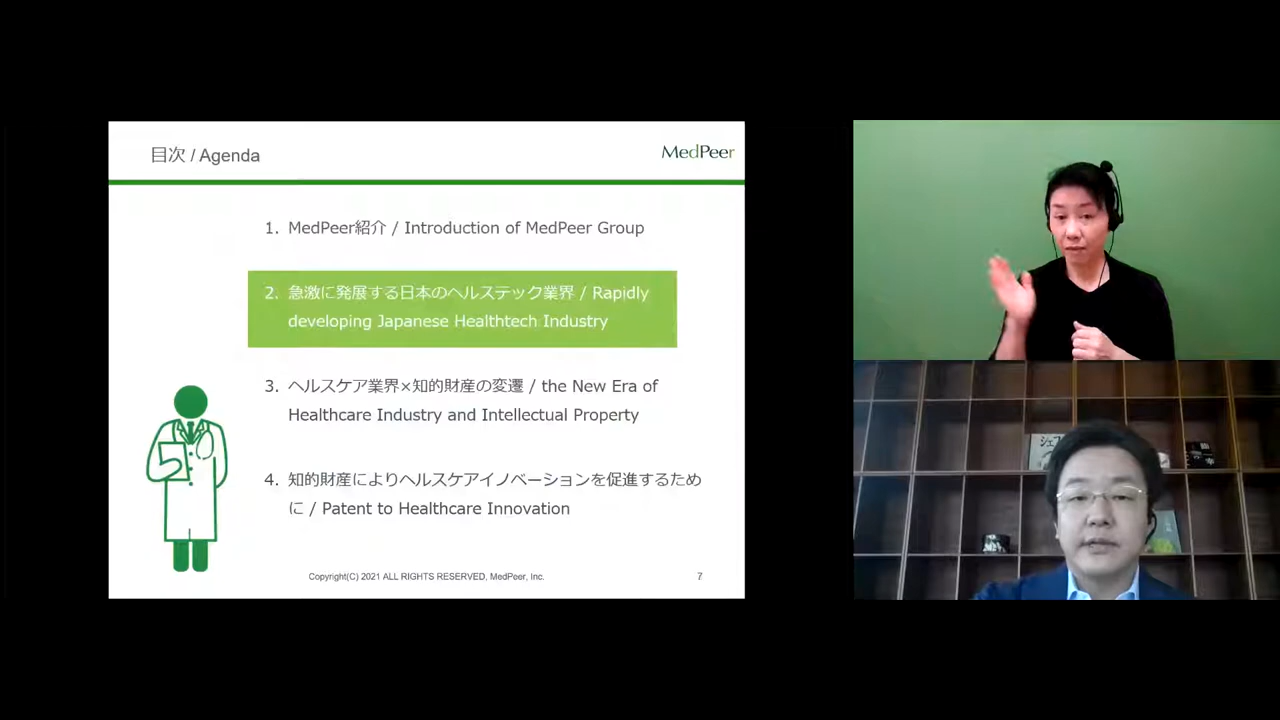 目次 / Agenda
MedPeer
1. MedPeer紹介 / Introduction of MedPeer Group
2. 急激に発展する日本のヘルステック業界 / Rapidly
developing Japanese Healthtech Industry
3. ヘルスケア業界×知的財産の変遷 / the New Era of
Healthcare Industry and Intellectual Property
4. 知的財産によりヘルスケアイノベーションを促進するため
に / Patent to Healthcare Innovation
Copyright(C) 2021 ALL RIGHTS RESERVED, MedPeer, Inc.
7